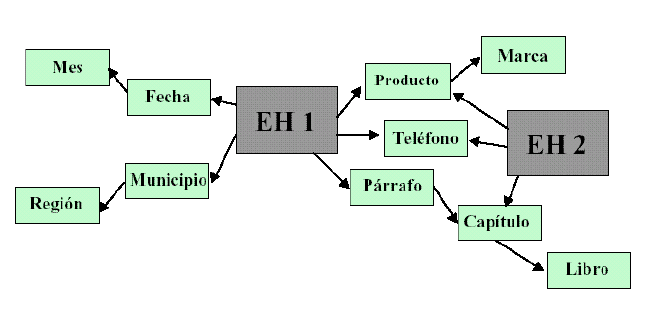 Mes
Fecha
EH 1
Producto
Marca
Teléfono
EH 2
Municipio
Región
Párrafo
Capítulo
Libro